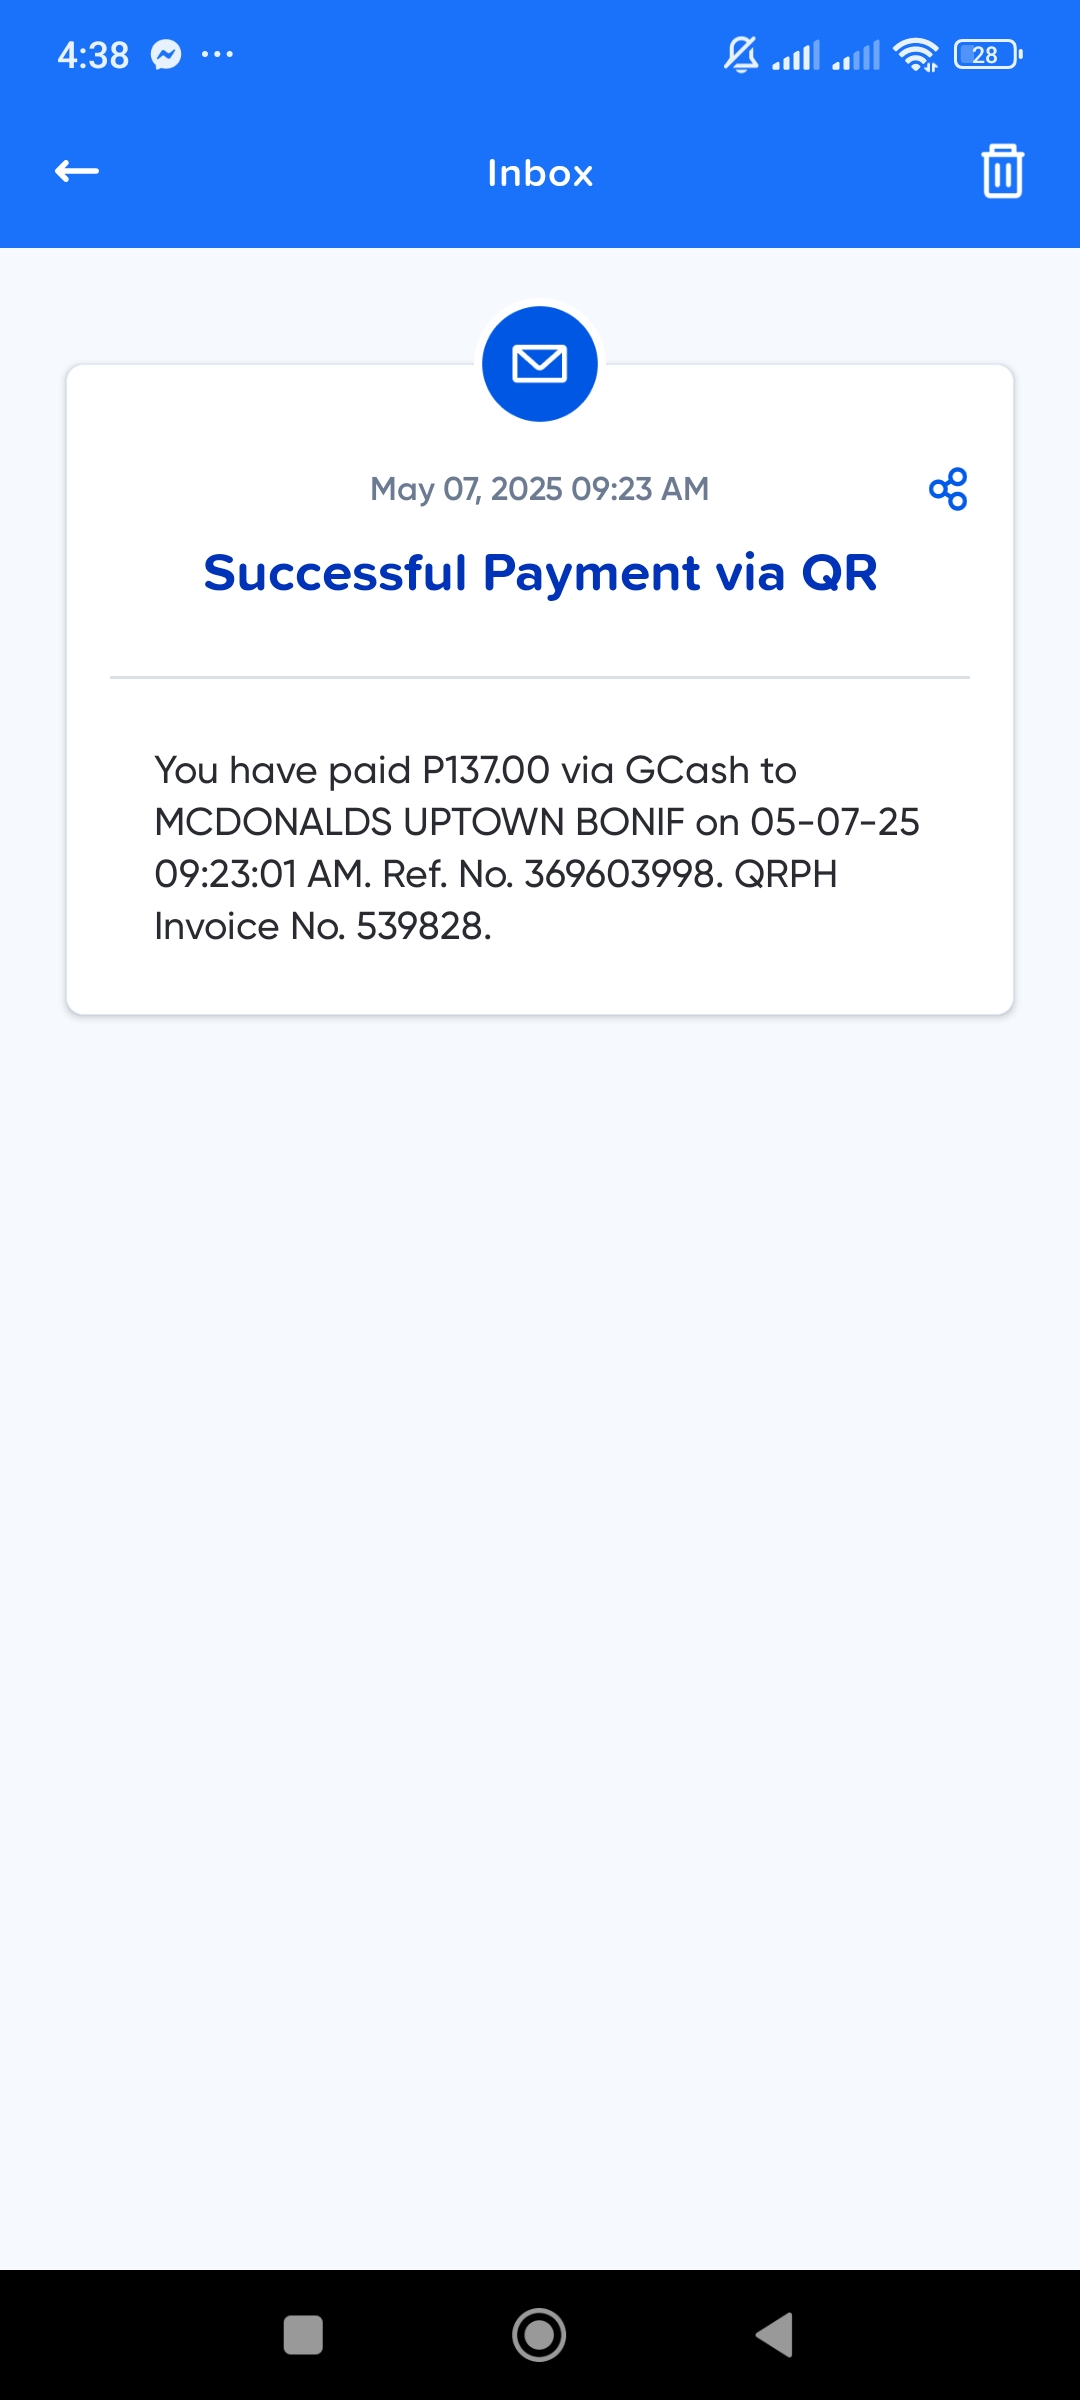 4:38
28
Inbox
May 07, 2025 09:23 AM
Successful Payment via QR
You have paid P137.00 via GCash to
MCDONALDS UPTOWN BONIF on 05-07-25
09:23:01 AM. Ref. No. 369603998. QRPH
Invoice No. 539828.